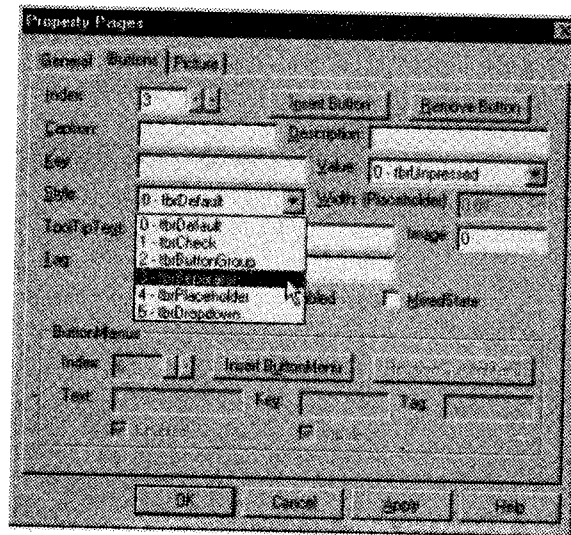 Property Pages
General Buttons Picture
Index: 3 Insert Button Remove Button
Caption: Description:
Key: Value: 0 - tbrUnpressed
Style: 0 - tbrDefault Width (Placeholder)
0 - tbrDefault
1 - tbrCheck
2 - tbrButtonGroup
4 - tbrPlaceholder
5 - tbrDropdown
ToolTipText: Image: 0
Tag:
MixedState
ButtonMenus
Index: Insert ButtonMenu
Text: Key: Tag:
OK Cancel Apply Help